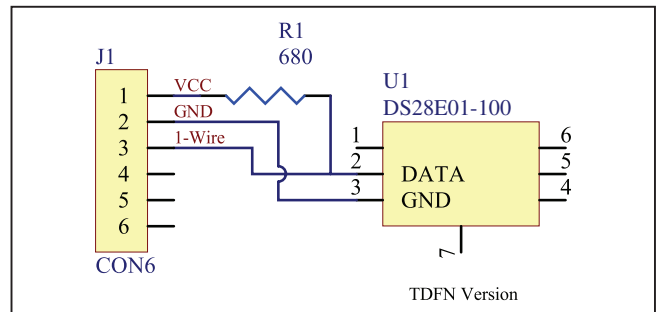 R1
680
J1
U1
DS28E01-100
VCC
GND
1-Wire
1
2
3
4
5
6
CON6
1
2
3
DATA
GND
6
5
4
7
TDFN Version